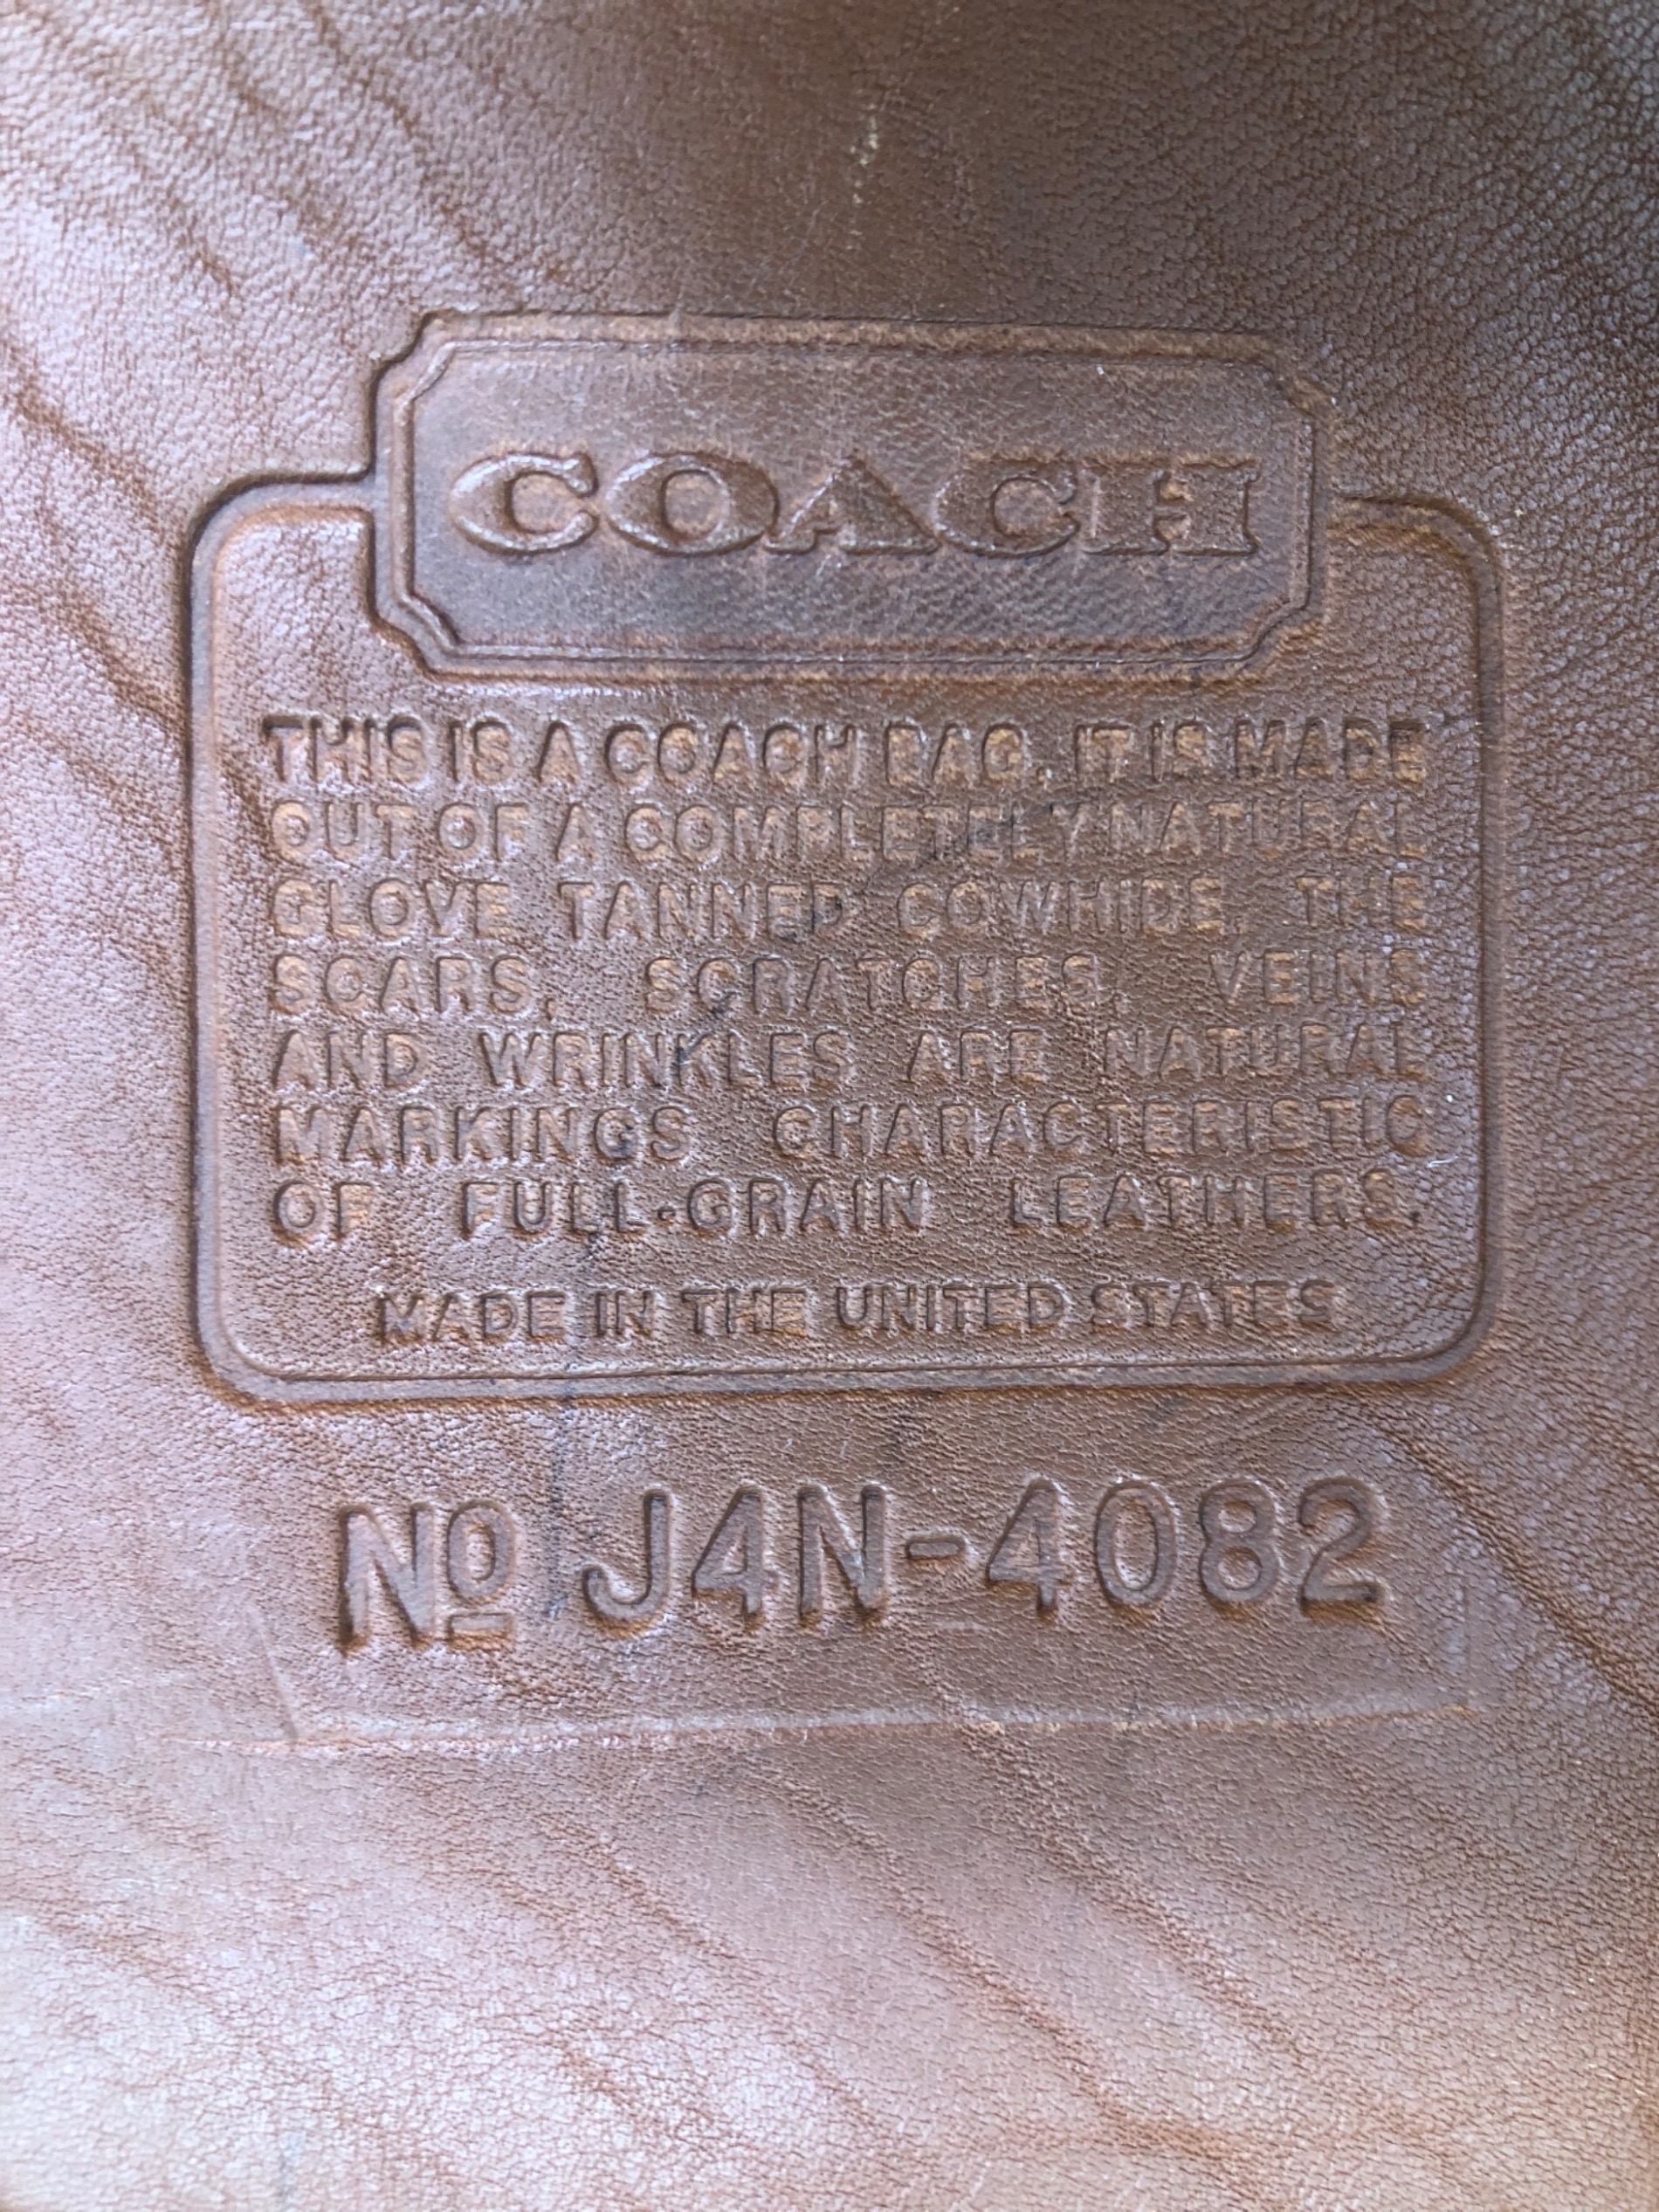 COACH
THIS IS A COACH BAG. IT IS MADE
OUT OF A COMPLETELY NATURAL
GLOVE TANNED COWHIDE. THE
SCARS, SCRATCHES, VEINS
AND WRINKLES ARE NATURAL
MARKINGS CHARACTERISTIC
OF FULL-GRAIN LEATHERS.
MADE IN THE UNITED STATES
Nº J4N-4082